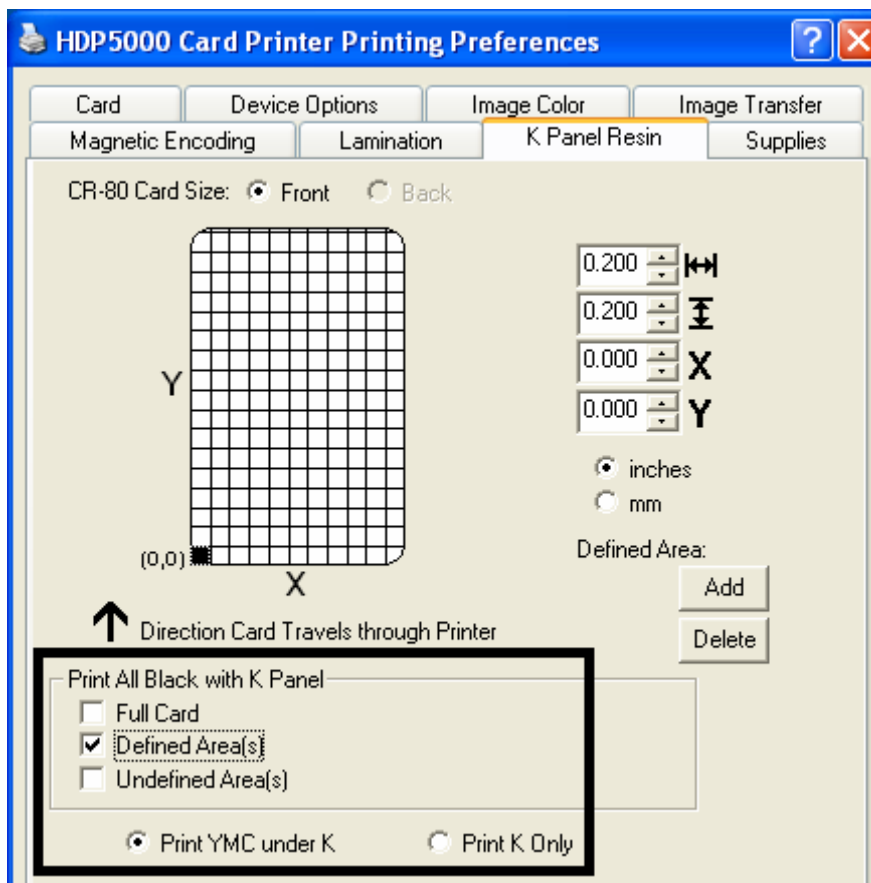 HDP5000 Card Printer Printing Preferences
Card Device Options Image Color Image Transfer
Magnetic Encoding Lamination K Panel Resin Supplies
CR-80 Card Size: Front Back
0.200
0.200
0.000 X
0.000 Y
Y
inches
mm
(0,0)
X
Defined Area:
Add
Direction Card Travels through Printer
Delete
Print All Black with K Panel
Full Card
Defined Area(s)
Undefined Area(s)
Print YMC under K Print K Only